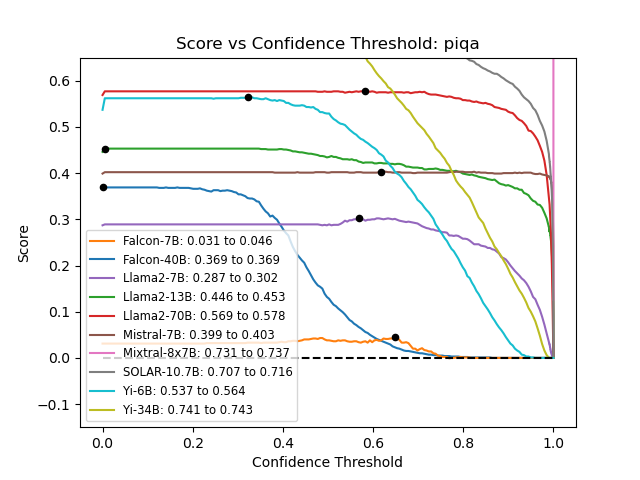 Score vs Confidence Threshold: piqa
0.6
0.5
0.4
0.3
0.2
0.1
0.0
−0.1
Score
Falcon-7B: 0.031 to 0.046
Falcon-40B: 0.369 to 0.369
Llama2-7B: 0.287 to 0.302
Llama2-13B: 0.446 to 0.453
Llama2-70B: 0.569 to 0.578
Mistral-7B: 0.399 to 0.403
Mixtral-8x7B: 0.731 to 0.737
SOLAR-10.7B: 0.707 to 0.716
Yi-6B: 0.537 to 0.564
Yi-34B: 0.741 to 0.743
0.0 0.2 0.4 0.6 0.8 1.0
Confidence Threshold